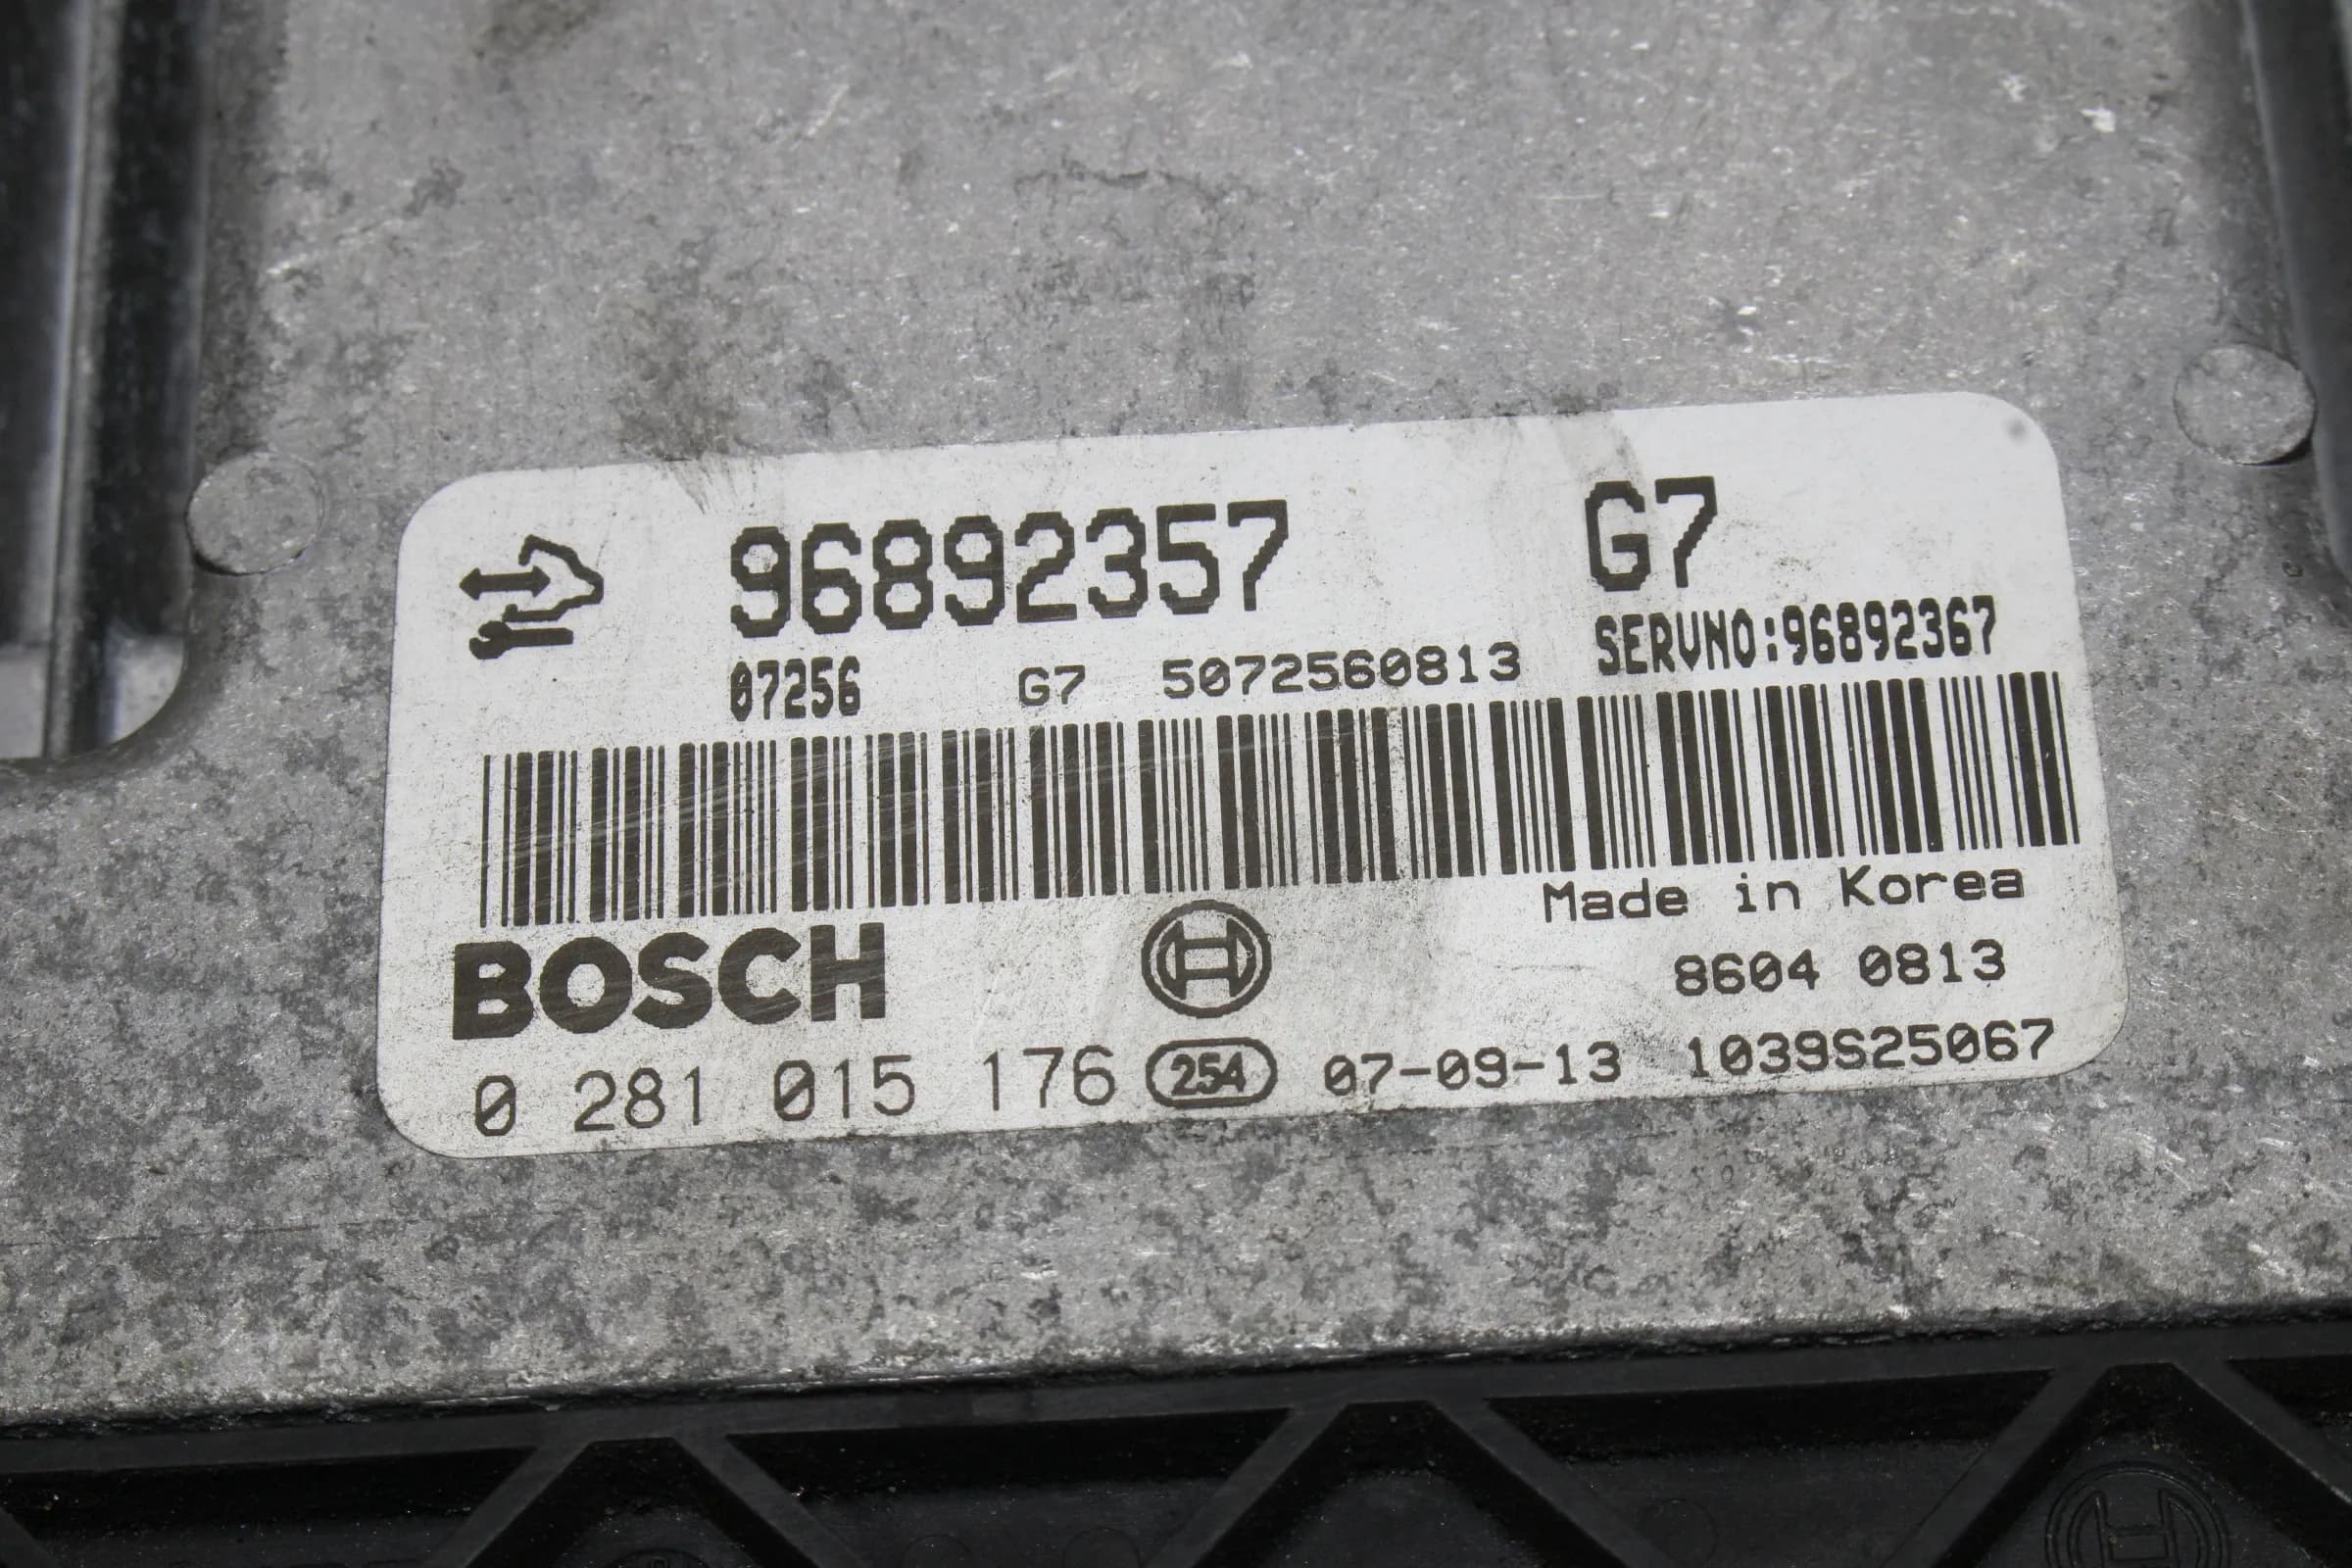 96892357 G7
07256 G7 5072560813 SERVNO:96892367
Made in Korea
BOSCH
8604 0813
0 281 015 176 254 07-09-13 1039S25067